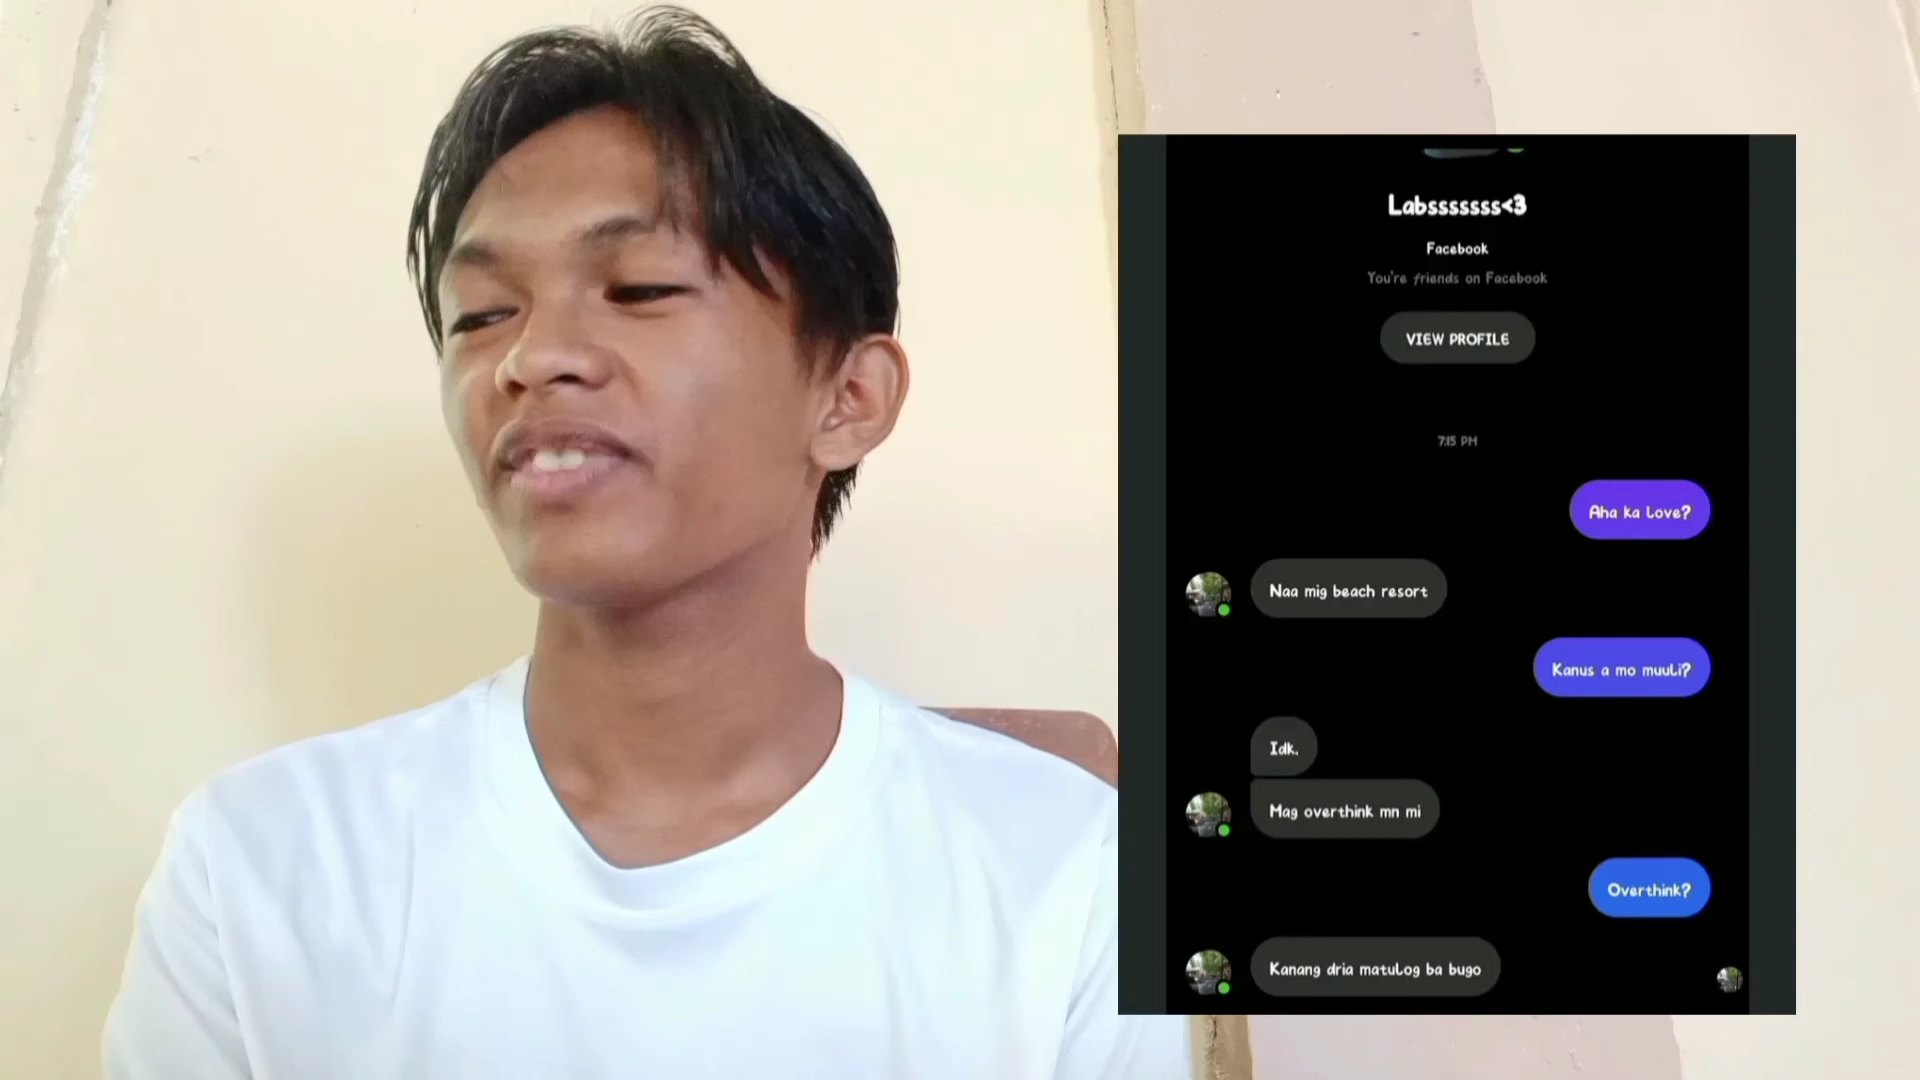 Labsssssss<3
Facebook
You're friends on Facebook
VIEW PROFILE
7:15 PM
Aha ka love?
Naa mig beach resort
Kanus a mo muuli?
Idk.
Mag overthink mn mi
Overthink?
Kanang dria matulog ba bugo